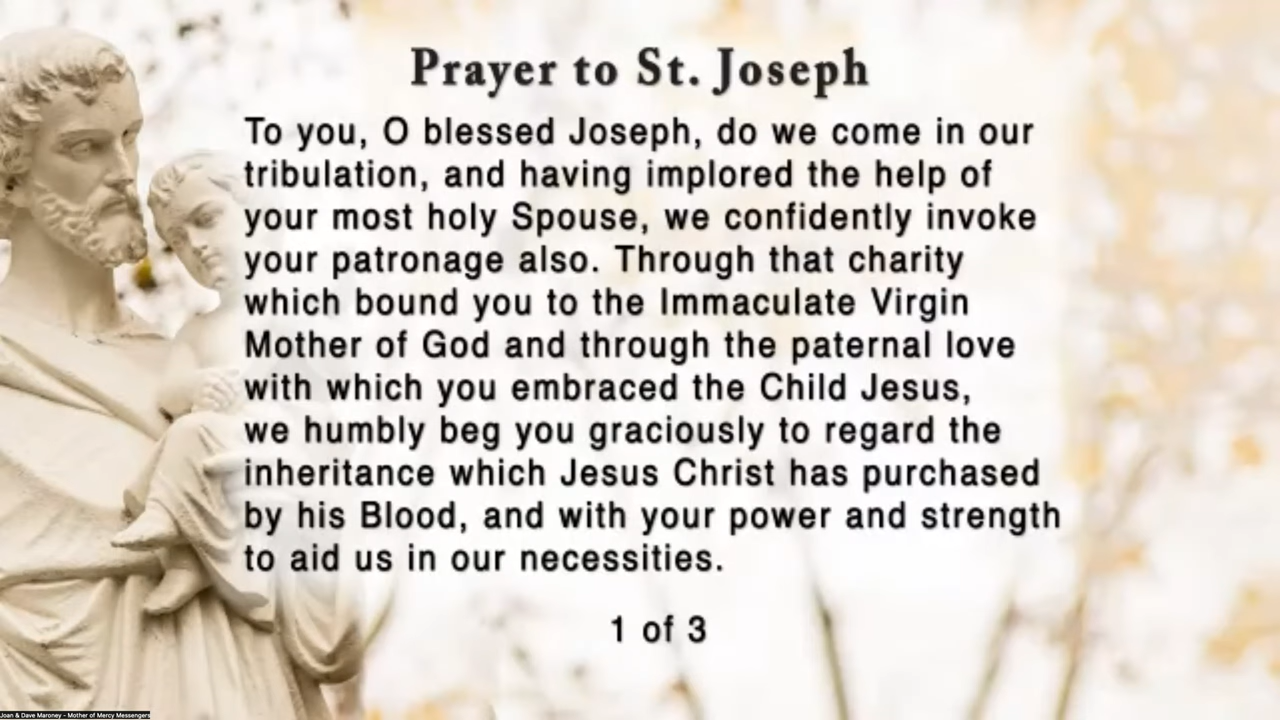 Prayer to St. Joseph
To you, O blessed Joseph, do we come in our
tribulation, and having implored the help of
your most holy Spouse, we confidently invoke
your patronage also. Through that charity
which bound you to the Immaculate Virgin
Mother of God and through the paternal love
with which you embraced the Child Jesus,
we humbly beg you graciously to regard the
inheritance which Jesus Christ has purchased
by his Blood, and with your power and strength
to aid us in our necessities.
1 of 3
Joan & Dave Maroney - Mother of Mercy Messengers